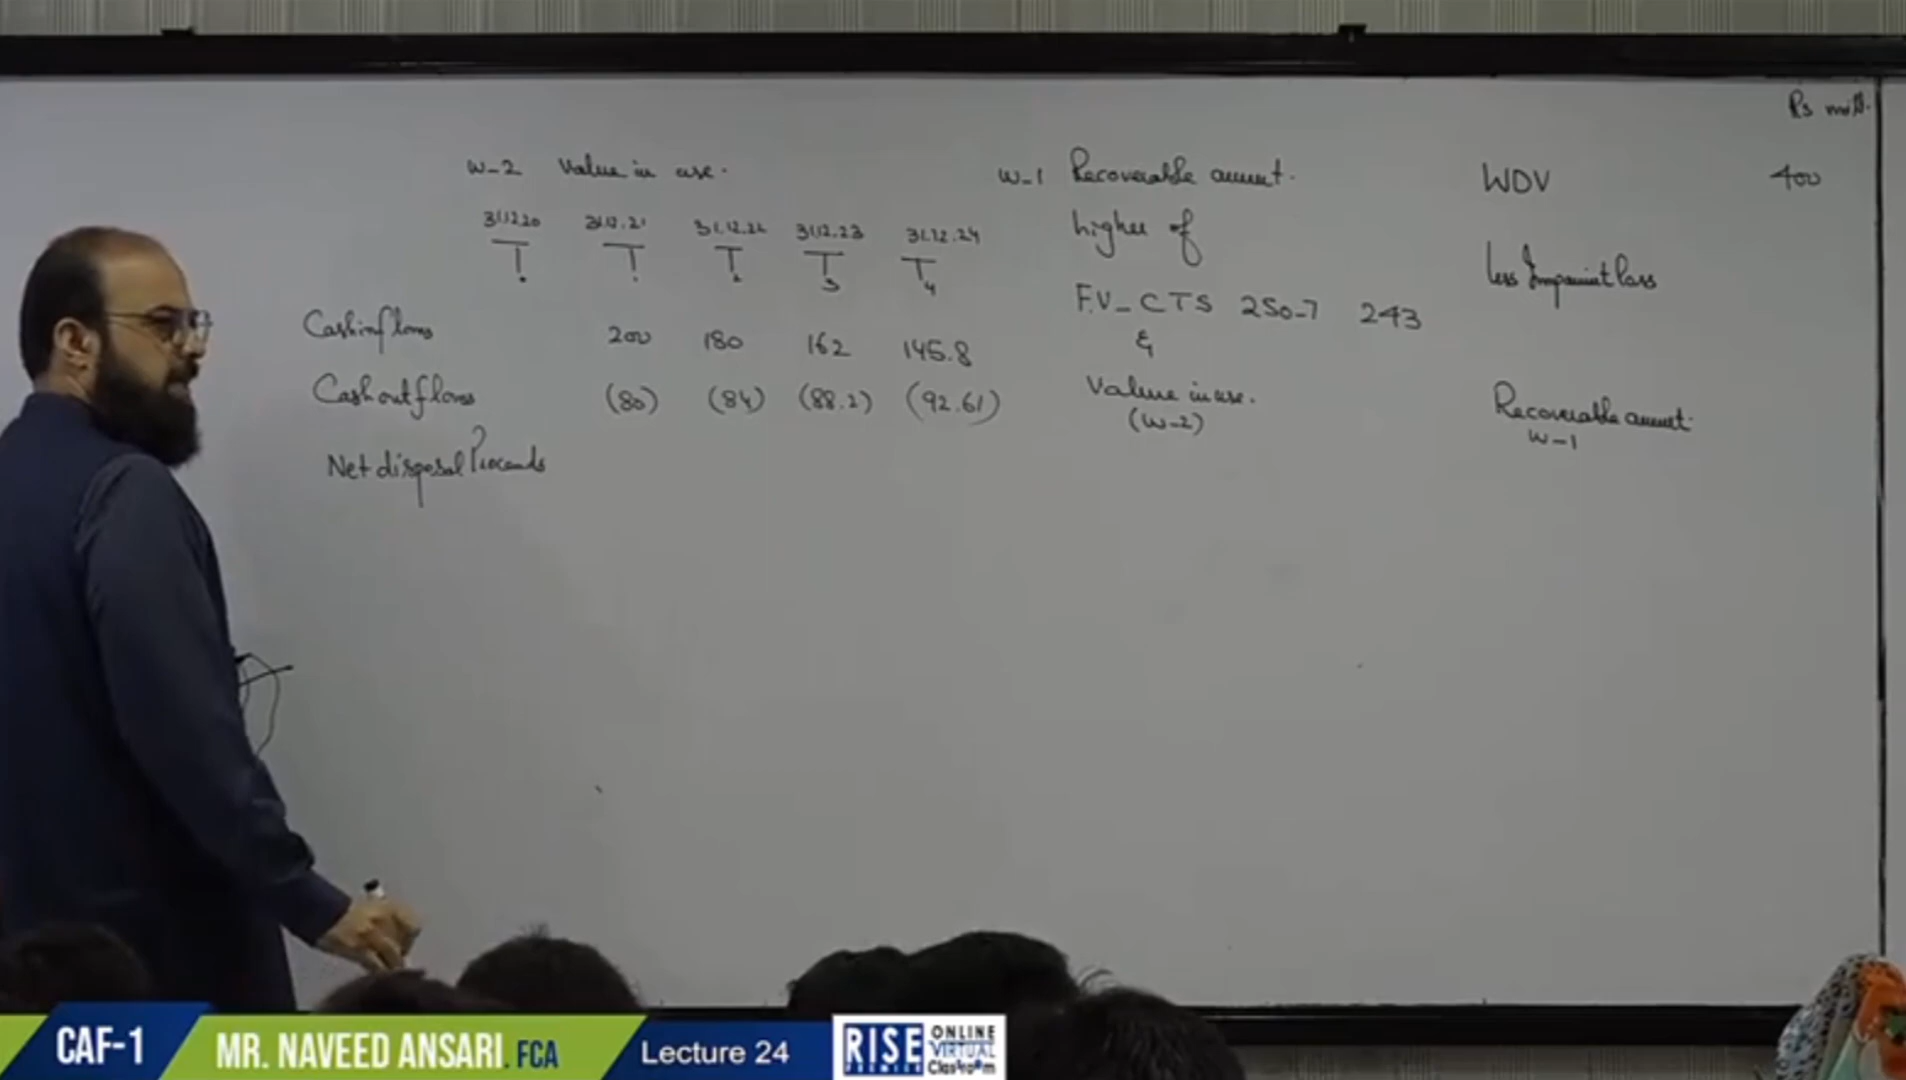 Rs mill.
w-2 Value in use.
31.12.20 31.12.21 31.12.22 31.12.23 31.12.24
T0 T1 T2 T3 T4
Cash inflows 200 180 162 145.8
Cash outflows (80) (84) (88.2) (92.61)
Net disposal Proceeds
w-1 Recoverable amount.
higher of
F.V-CTS 250-7 243
&
Value in use.
(w-2)
WDV 400
less Impairment loss
Recoverable amount.
w-1
CAF-1
MR. NAVEED ANSARI. FCA
Lecture 24
RISE
PREMIER
ONLINE
VIRTUAL
Classroom